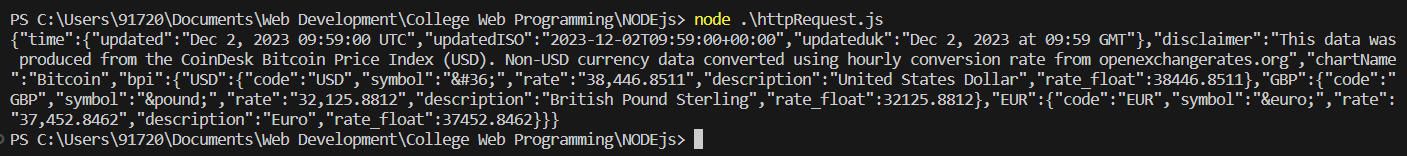 PS C:\Users\91720\Documents\Web Development\College Web Programming\NODEjs> node .\httpRequest.js
{"time":{"updated":"Dec 2, 2023 09:59:00 UTC","updatedISO":"2023-12-02T09:59:00+00:00","updateduk":"Dec 2, 2023 at 09:59 GMT"},"disclaimer":"This data was
 produced from the CoinDesk Bitcoin Price Index (USD). Non-USD currency data converted using hourly conversion rate from openexchangerates.org","chartName
":"Bitcoin","bpi":{"USD":{"code":"USD","symbol":"&#36;","rate":"38,446.8511","description":"United States Dollar","rate_float":38446.8511},"GBP":{"code":"
GBP","symbol":"&pound;","rate":"32,125.8812","description":"British Pound Sterling","rate_float":32125.8812},"EUR":{"code":"EUR","symbol":"&euro;","rate":
"37,452.8462","description":"Euro","rate_float":37452.8462}}}
PS C:\Users\91720\Documents\Web Development\College Web Programming\NODEjs>